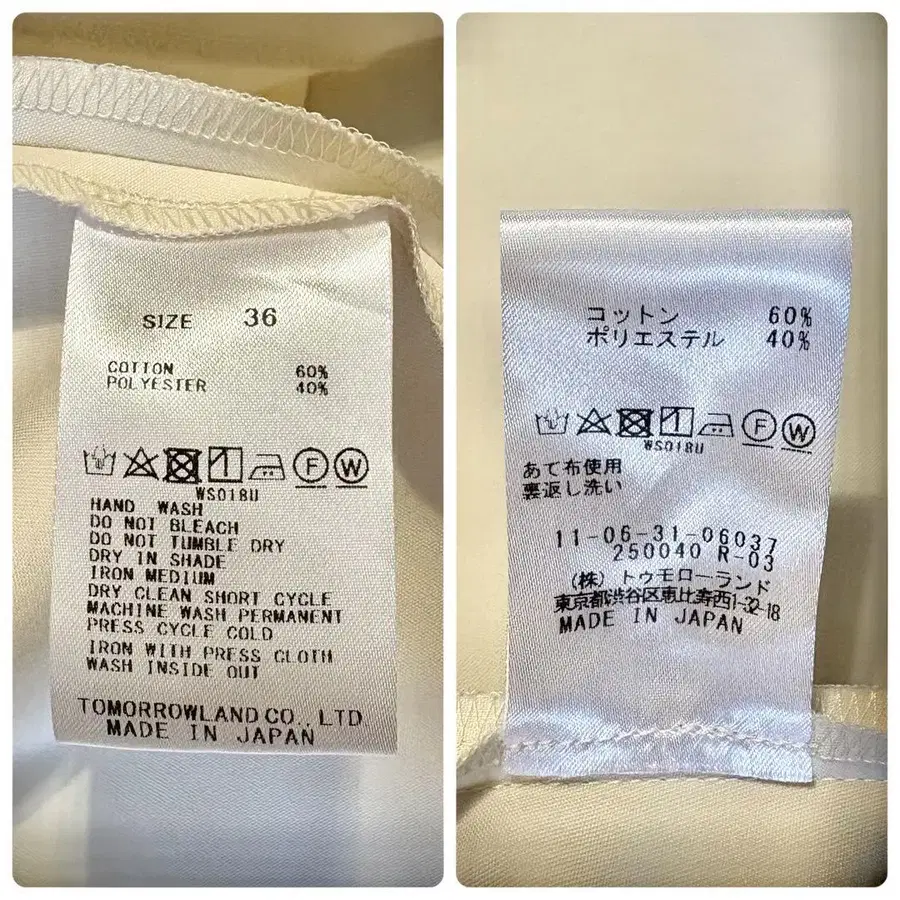 SIZE 36
COTTON 60%
POLYESTER 40%
F W
WS018U
HAND WASH
DO NOT BLEACH
DO NOT TUMBLE DRY
DRY IN SHADE
IRON MEDIUM
DRY CLEAN SHORT CYCLE
MACHINE WASH PERMANENT
PRESS CYCLE COLD
IRON WITH PRESS CLOTH
WASH INSIDE OUT
TOMORROWLAND CO., LTD
MADE IN JAPAN
コットン 60%
ポリエステル 40%
F W
WS018U
あて布使用
裏返し洗い
11-06-31-06037
250040 R-03
(株)トゥモローランド
東京都渋谷区恵比寿西1-32-18
MADE IN JAPAN